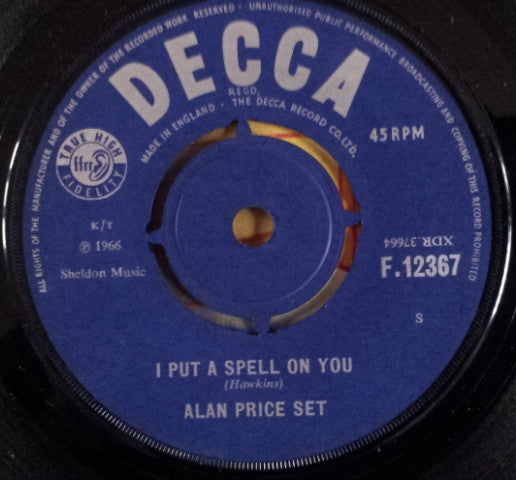 ALL RIGHTS OF THE MANUFACTURER AND OF THE OWNER OF THE RECORDED WORK RESERVED • UNAUTHORISED PUBLIC PERFORMANCE BROADCASTING AND COPYING OF THIS RECORD PROHIBITED
DECCA
REGD.
MADE IN ENGLAND • THE DECCA RECORD CO. LTD.
45 RPM
TRUE HIGH
ffrr
FIDELITY
K/T
℗ 1966
Sheldon Music
XDR.37664
F.12367
S
I PUT A SPELL ON YOU
(Hawkins)
ALAN PRICE SET